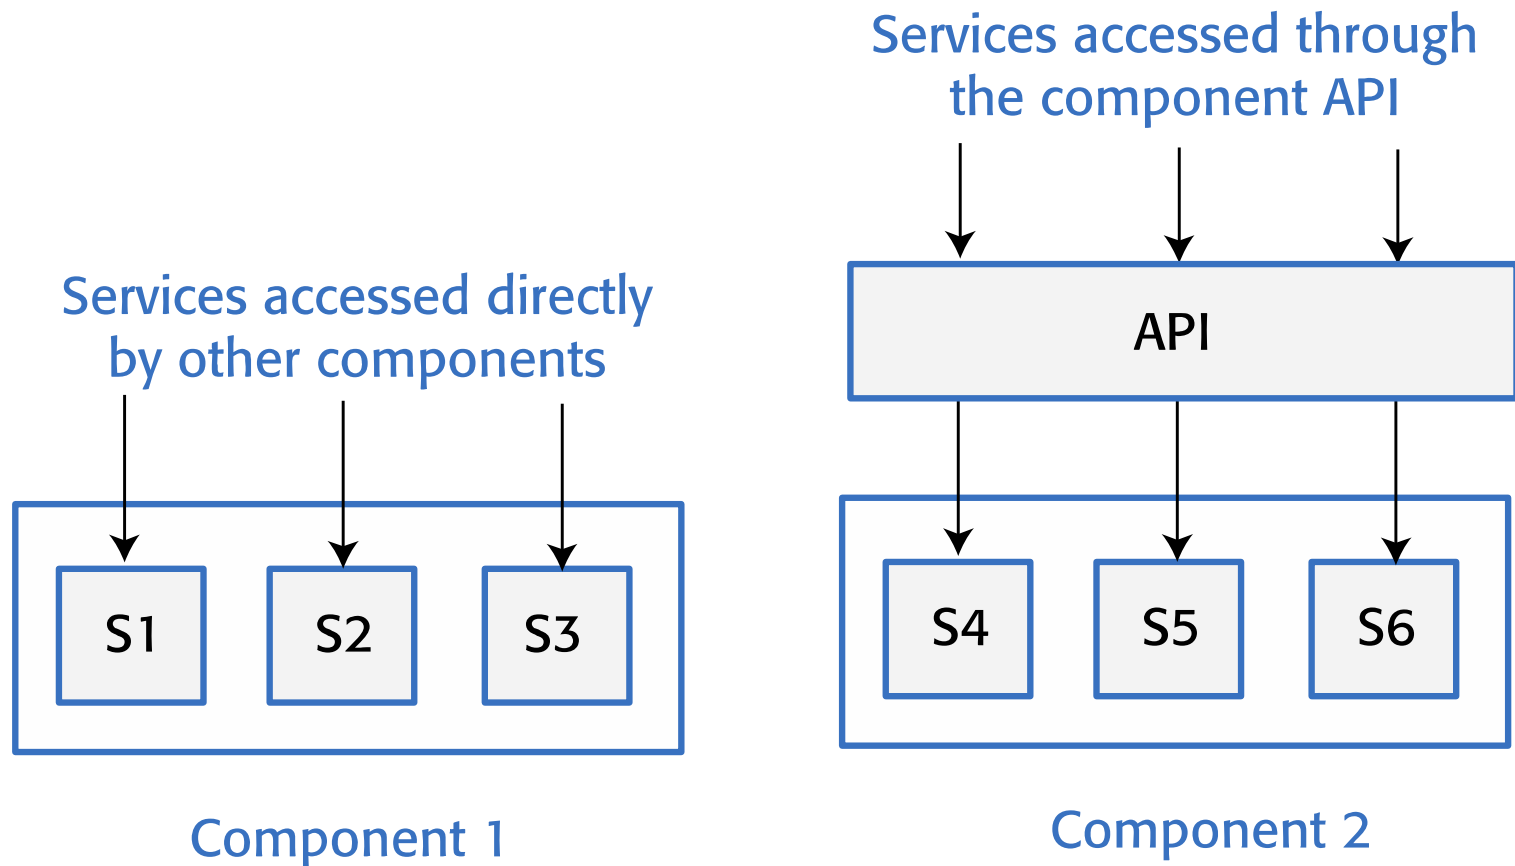 Services accessed directly
by other components
S1
S2
S3
Component 1
Services accessed through
the component API
API
S4
S5
S6
Component 2